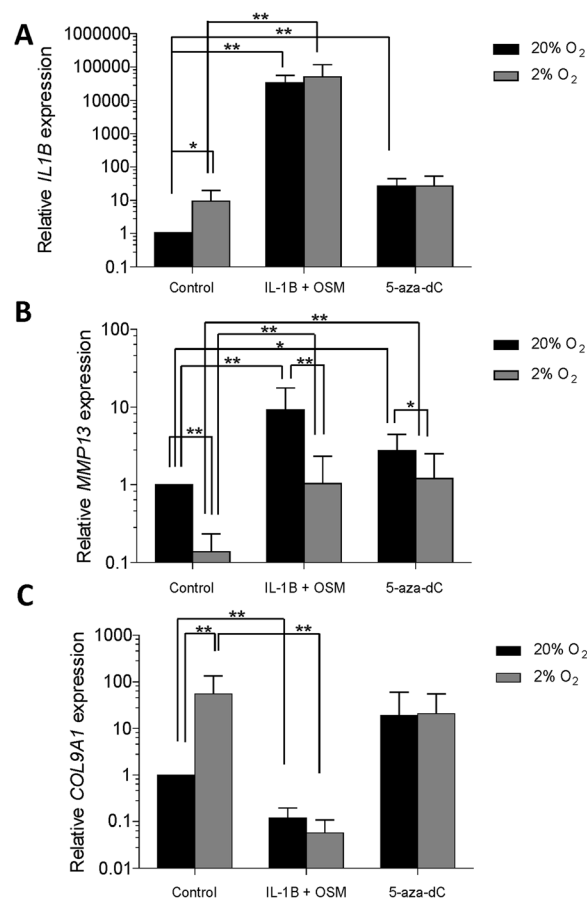 A
** **
**
*
Relative IL1B expression
1000000
100000
10000
1000
100
10
1
0.1
Control IL-1B + OSM 5-aza-dC
20% O₂
2% O₂
B
**
**
*
** **
** *
Relative MMP13 expression
100
10
1
0.1
Control IL-1B + OSM 5-aza-dC
20% O₂
2% O₂
C
**
** **
Relative COL9A1 expression
1000
100
10
1
0.1
0.01
Control IL-1B + OSM 5-aza-dC
20% O₂
2% O₂